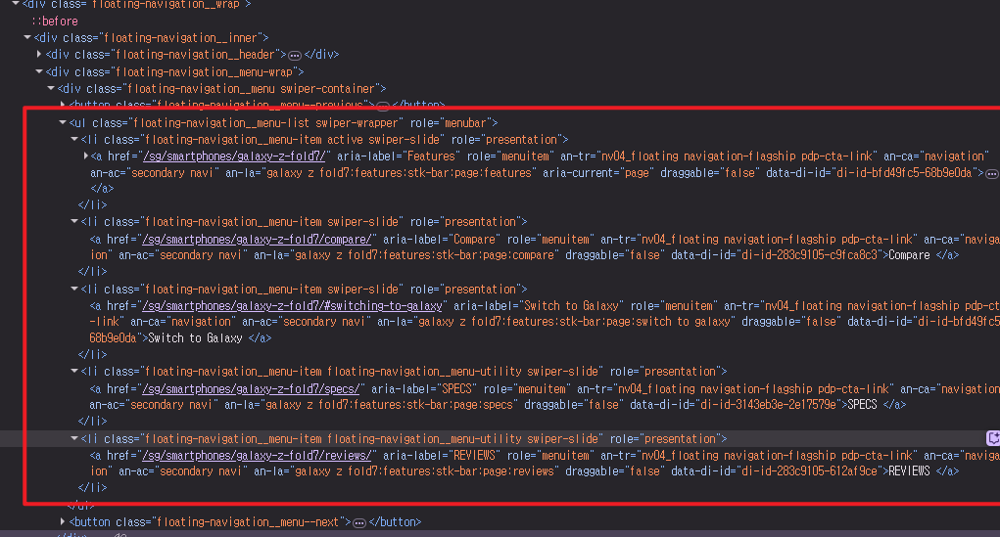 <div class="floating-navigation__wrap">
::before
<div class="floating-navigation__inner">
<div class="floating-navigation__header">…</div>
<div class="floating-navigation__menu-wrap">
<div class="floating-navigation__menu swiper-container">
<button class="floating-navigation__menu--previous">…</button>
<ul class="floating-navigation__menu-list swiper-wrapper" role="menubar">
<li class="floating-navigation__menu-item active swiper-slide" role="presentation">
<a href="/sg/smartphones/galaxy-z-fold7/" aria-label="Features" role="menuitem" an-tr="nv04_floating navigation-flagship pdp-cta-link" an-ca="navigation"
an-ac="secondary navi" an-la="galaxy z fold7:features:stk-bar:page:features" aria-current="page" draggable="false" data-di-id="di-id-bfd49fc5-68b9e0da">…
</a>
</li>
<li class="floating-navigation__menu-item swiper-slide" role="presentation">
<a href="/sg/smartphones/galaxy-z-fold7/compare/" aria-label="Compare" role="menuitem" an-tr="nv04_floating navigation-flagship pdp-cta-link" an-ca="navigat
ion" an-ac="secondary navi" an-la="galaxy z fold7:features:stk-bar:page:compare" draggable="false" data-di-id="di-id-283c9105-c9fca8c3">Compare </a>
</li>
<li class="floating-navigation__menu-item swiper-slide" role="presentation">
<a href="/sg/smartphones/galaxy-z-fold7/#switching-to-galaxy" aria-label="Switch to Galaxy" role="menuitem" an-tr="nv04_floating navigation-flagship pdp-cta
-link" an-ca="navigation" an-ac="secondary navi" an-la="galaxy z fold7:features:stk-bar:page:switch to galaxy" draggable="false" data-di-id="di-id-bfd49fc5-
68b9e0da">Switch to Galaxy </a>
</li>
<li class="floating-navigation__menu-item floating-navigation__menu-utility swiper-slide" role="presentation">
<a href="/sg/smartphones/galaxy-z-fold7/specs/" aria-label="SPECS" role="menuitem" an-tr="nv04_floating navigation-flagship pdp-cta-link" an-ca="navigation"
an-ac="secondary navi" an-la="galaxy z fold7:features:stk-bar:page:specs" draggable="false" data-di-id="di-id-3143eb3e-2e17579e">SPECS </a>
</li>
<li class="floating-navigation__menu-item floating-navigation__menu-utility swiper-slide" role="presentation">
<a href="/sg/smartphones/galaxy-z-fold7/reviews/" aria-label="REVIEWS" role="menuitem" an-tr="nv04_floating navigation-flagship pdp-cta-link" an-ca="navigat
ion" an-ac="secondary navi" an-la="galaxy z fold7:features:stk-bar:page:reviews" draggable="false" data-di-id="di-id-283c9105-612af9ce">REVIEWS </a>
</li>
</ul>
<button class="floating-navigation__menu--next">…</button>